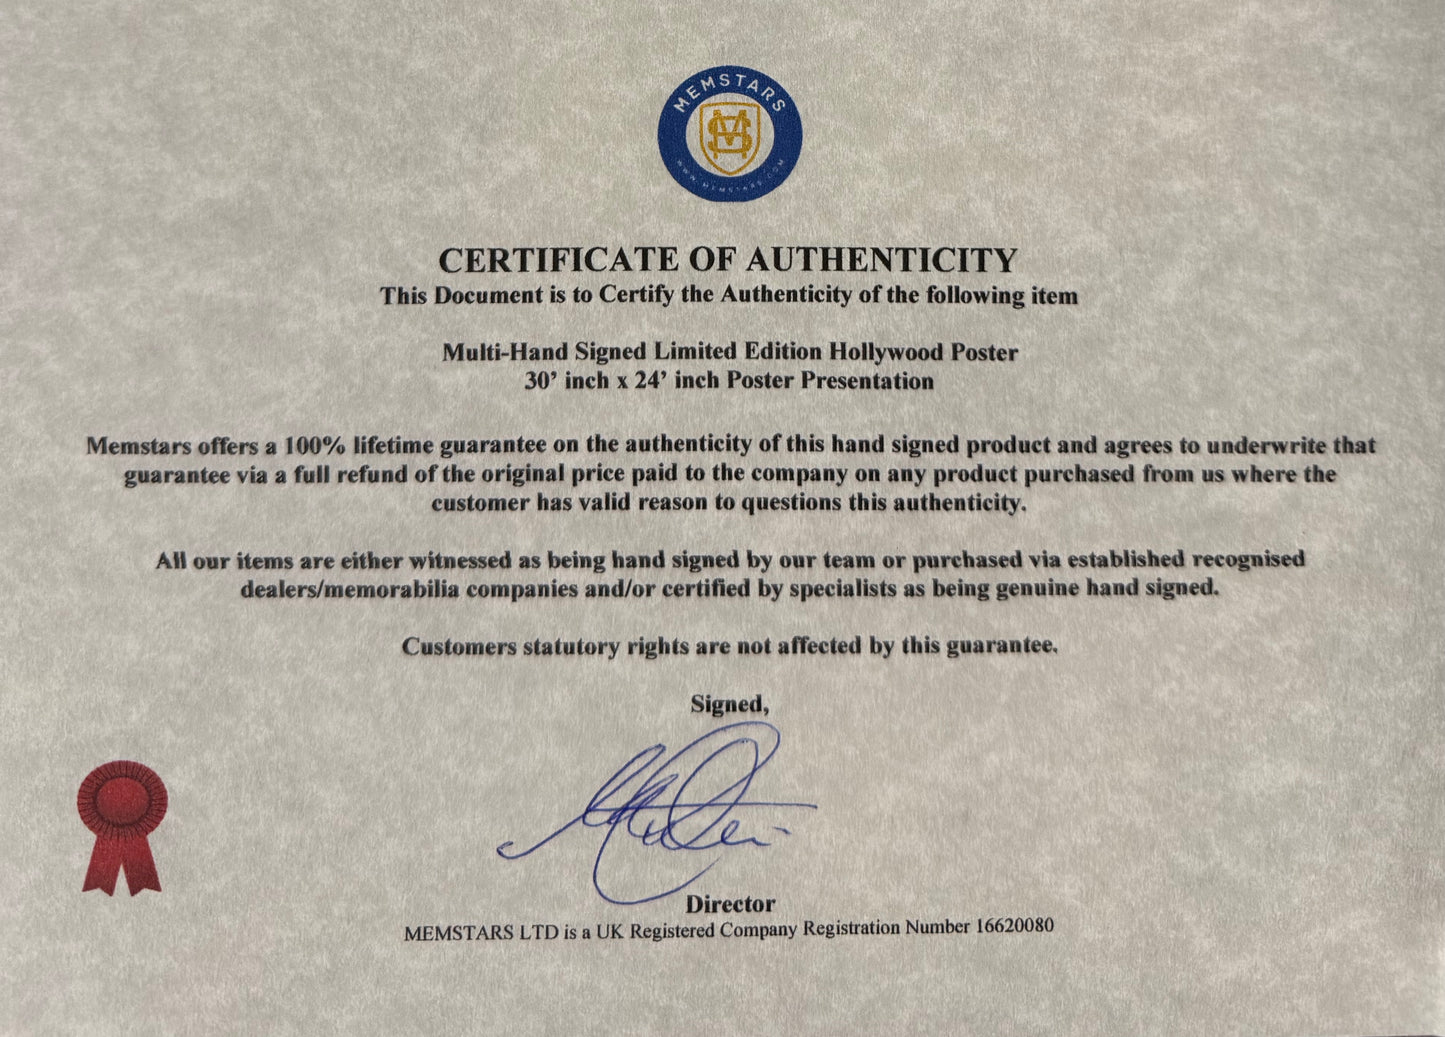 MEMSTARS
WWW.MEMSTARS.COM
CERTIFICATE OF AUTHENTICITY
This Document is to Certify the Authenticity of the following item
Multi-Hand Signed Limited Edition Hollywood Poster
30’ inch x 24’ inch Poster Presentation
Memstars offers a 100% lifetime guarantee on the authenticity of this hand signed product and agrees to underwrite that
guarantee via a full refund of the original price paid to the company on any product purchased from us where the
customer has valid reason to questions this authenticity.
All our items are either witnessed as being hand signed by our team or purchased via established recognised
dealers/memorabilia companies and/or certified by specialists as being genuine hand signed.
Customers statutory rights are not affected by this guarantee.
Signed,
Director
MEMSTARS LTD is a UK Registered Company Registration Number 16620080